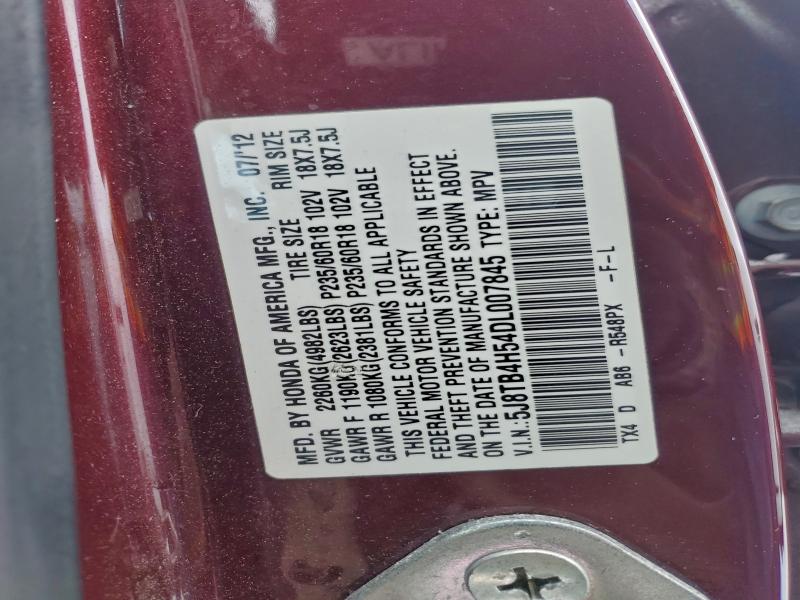 MFD. BY HONDA OF AMERICA MFG., INC. 07/'12
GVWR 2260KG(4982LBS) TIRE SIZE RIM SIZE
GAWR F 1190KG(2623LBS) P235/60R18 102V 18X7.5J
GAWR R 1080KG(2381LBS) P235/60R18 102V 18X7.5J
THIS VEHICLE CONFORMS TO ALL APPLICABLE
FEDERAL MOTOR VEHICLE SAFETY
AND THEFT PREVENTION STANDARDS IN EFFECT
ON THE DATE OF MANUFACTURE SHOWN ABOVE.
V.I.N.: 5J8TB4H54DL007845 TYPE: MPV
TX4 D AB6 -R548PX -F-L